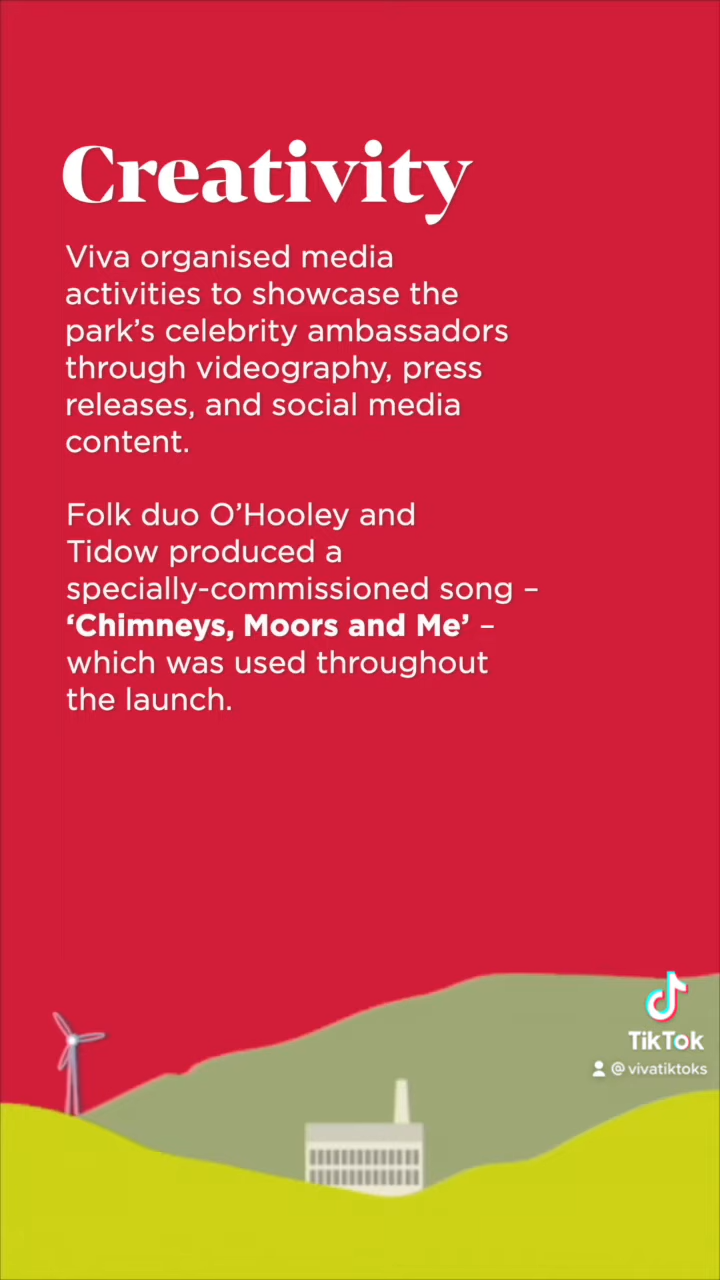 Creativity
Viva organised media
activities to showcase the
park’s celebrity ambassadors
through videography, press
releases, and social media
content.
Folk duo O’Hooley and
Tidow produced a
specially-commissioned song –
‘Chimneys, Moors and Me’ –
which was used throughout
the launch.
TikTok
@vivatiktoks